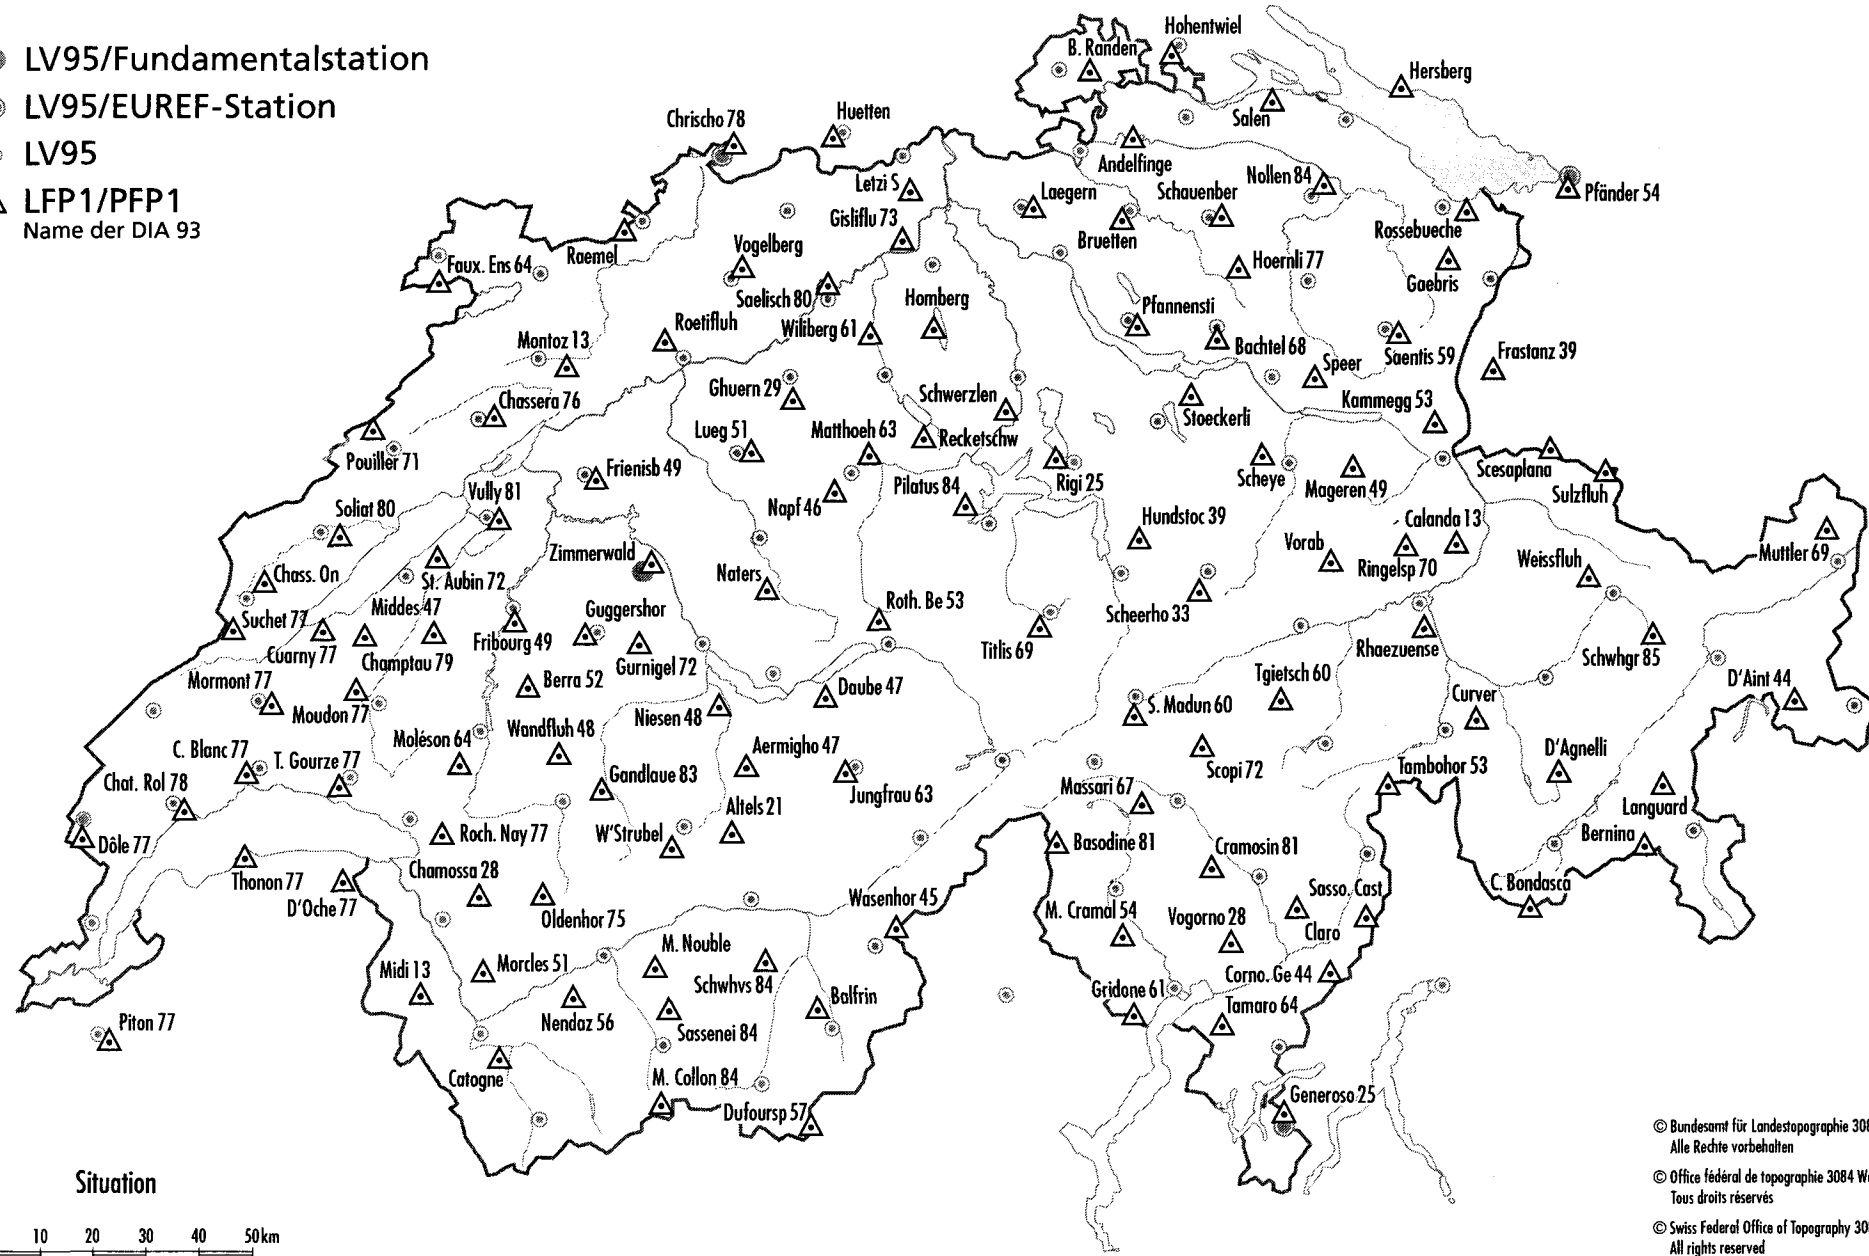 LV95/Fundamentalstation
LV95/EUREF-Station
LV95
LFP1/PFP1
Name der DIA 93
Hohentwiel
B. Randen
Hersberg
Salen
Chrischo 78
Huetten
Andelfinge
Letzi S
Laegern
Schauenber
Nollen 84
Pfänder 54
Gisliflu 73
Bruetten
Rossebueche
Raemel
Vogelberg
Hoernli 77
Faux. Ens 64
Gaebris
Saelisch 80
Homberg
Pfannensti
Roetifluh
Wiliberg 61
Montoz 13
Bachtel 68
Saentis 59
Frastanz 39
Speer
Ghuern 29
Schwerzlen
Chassera 76
Stoeckerli
Kammegg 53
Lueg 51
Matthoeh 63
Recketschw
Pouiller 71
Frienisb 49
Rigi 25
Scheye
Mageren 49
Scesaplana
Sulzfluh
Vully 81
Napf 46
Pilatus 84
Soliat 80
Hundstoc 39
Calanda 13
Vorab
Ringelsp 70
Weissfluh
Muttler 69
Zimmerwald
Chass. On
St. Aubin 72
Naters
Middes 47
Guggershor
Roth. Be 53
Scheerho 33
Suchet 77
Fribourg 49
Cuarny 77
Champtau 79
Gurnigel 72
Titlis 69
Rhaezuense
Schwhgr 85
Mormont 77
Berra 52
Daube 47
Tgietsch 60
D'Aint 44
Moudon 77
Niesen 48
S. Madun 60
Curver
Moléson 64
Wandfluh 48
C. Blanc 77
T. Gourze 77
Aermigho 47
D'Agnelli
Chat. Rol 78
Gandlaue 83
Jungfrau 63
Scopi 72
Tambohor 53
Massari 67
Altels 21
Languard
Dôle 77
Roch. Nay 77
W'Strubel
Basodine 81
Cramosin 81
Bernina
Thonon 77
Chamossa 28
D'Oche 77
Oldenhor 75
Wasenhor 45
Sasso. Cast
C. Bondasca
M. Cramal 54
Vogorno 28
Claro
M. Nouble
Midi 13
Morcles 51
Schwhvs 84
Corno. Ge 44
Balfrin
Gridone 61
Tamaro 64
Piton 77
Nendaz 56
Sassenei 84
Catogne
M. Collon 84
Generoso 25
Dufoursp 57
Situation
10 20 30 40 50km
© Bundesamt für Landestopographie
Alle Rechte vorbehalten
© Office fédéral de topographie 3084
Tous droits réservés
© Swiss Federal Office of Topography
All rights reserved